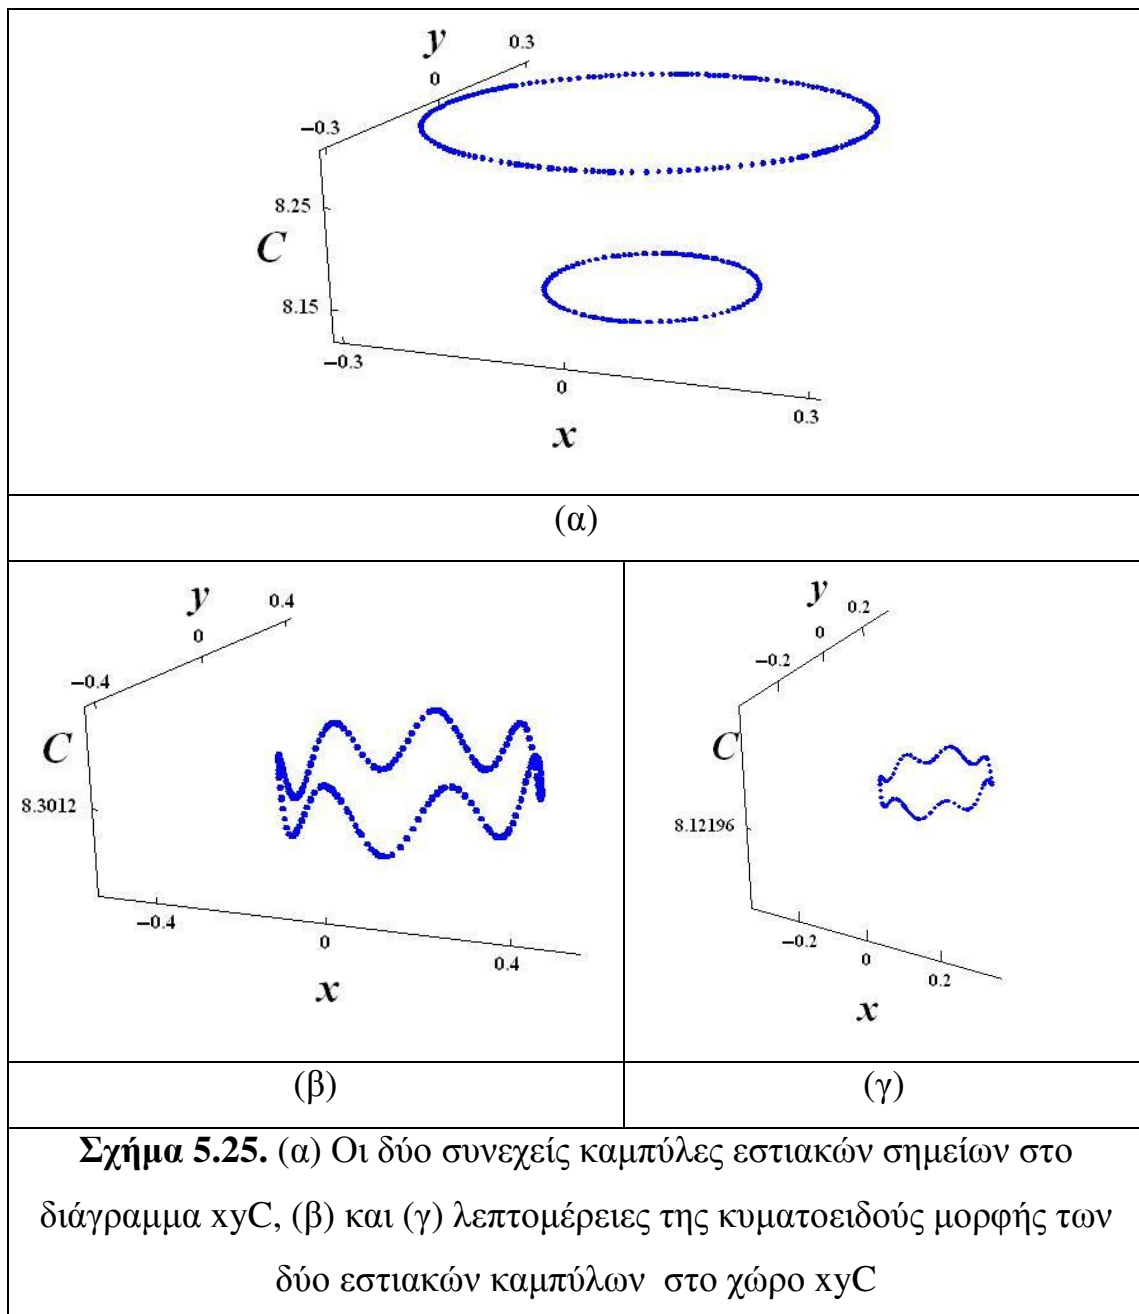 y
0.3
0
−0.3
8.25
C
8.15
−0.3
0
0.3
x
(α)
y
0.4
0
−0.4
C
8.3012
−0.4
0
0.4
x
y
0.2
0
−0.2
C
8.12196
−0.2
0
0.2
x
(β)
(γ)
Σχήμα 5.25. (α) Οι δύο συνεχείς καμπύλες εστιακών σημείων στο
διάγραμμα xyC, (β) και (γ) λεπτομέρειες της κυματοειδούς μορφής των
δύο εστιακών καμπύλων στο χώρο xyC